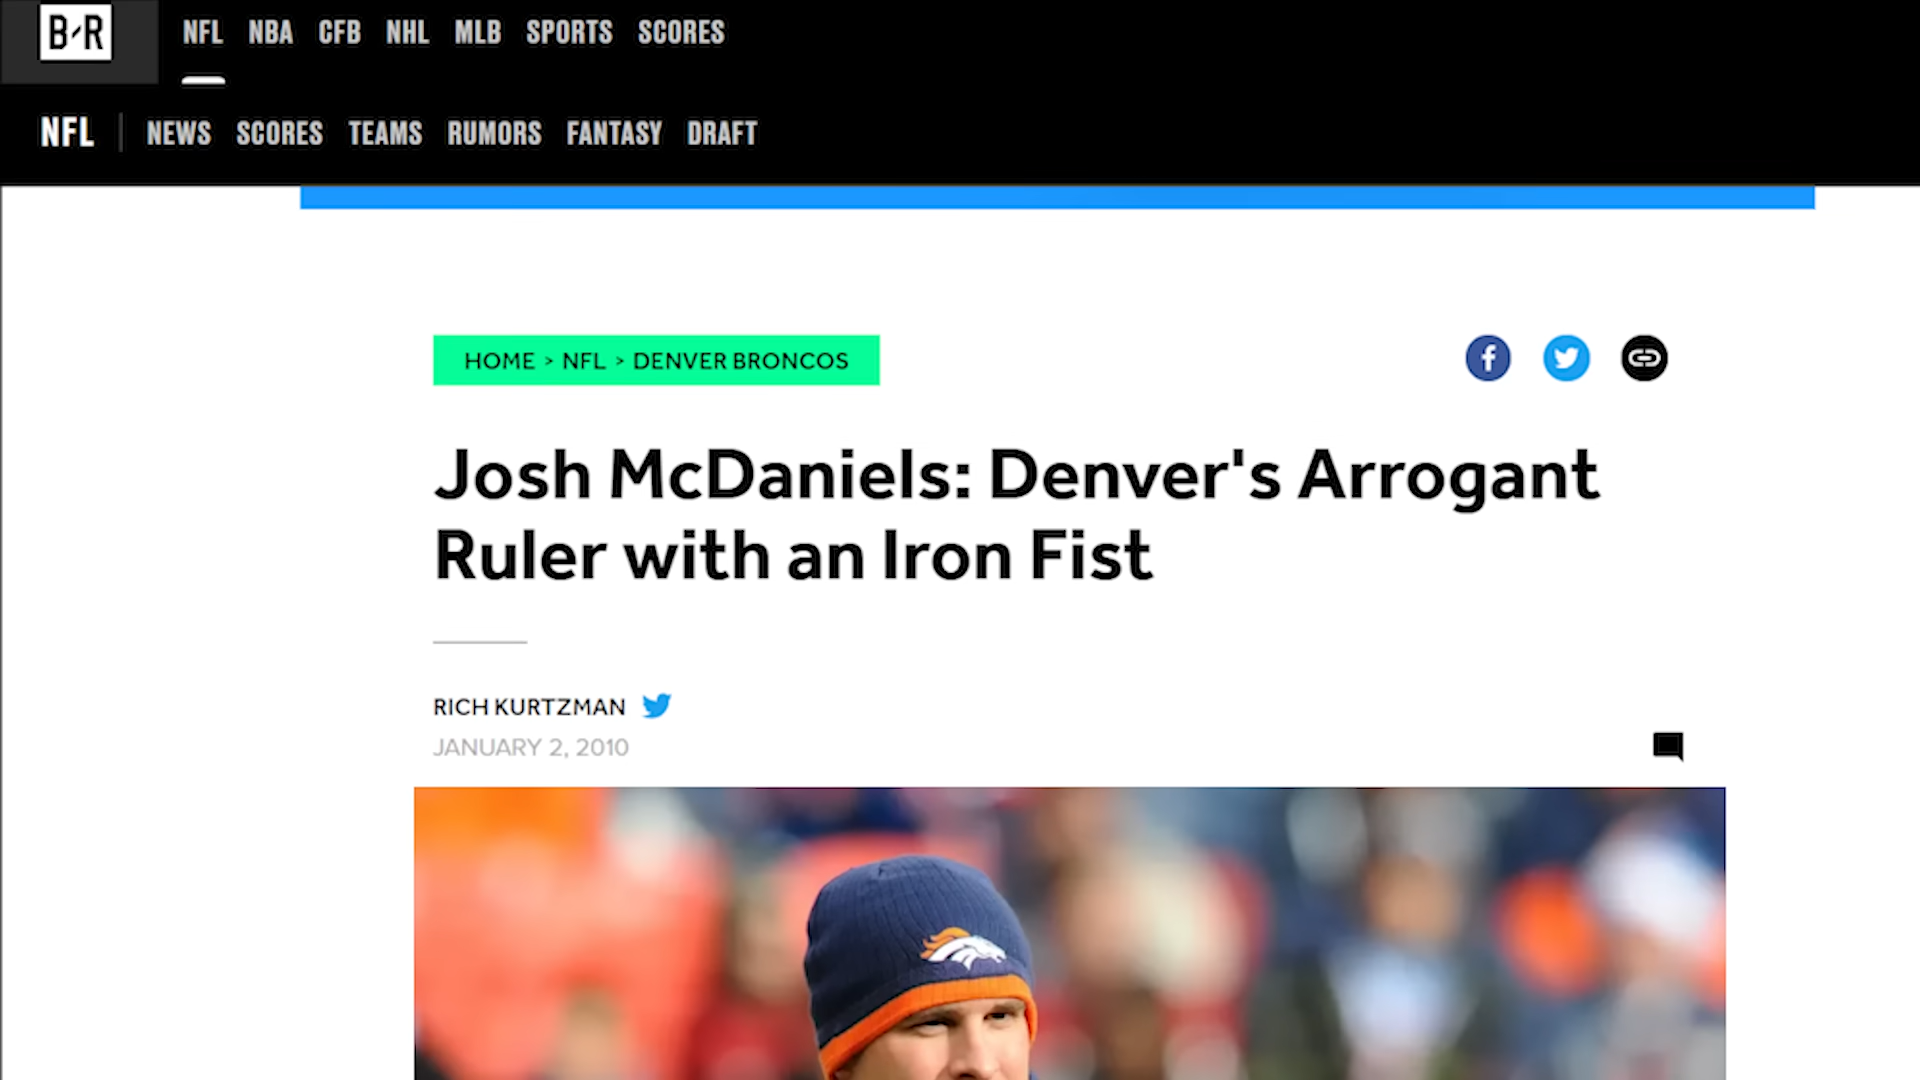 B/R
NFL NBA CFB NHL MLB SPORTS SCORES
NFL NEWS SCORES TEAMS RUMORS FANTASY DRAFT
HOME > NFL > DENVER BRONCOS
Josh McDaniels: Denver's Arrogant
Ruler with an Iron Fist
RICH KURTZMAN
JANUARY 2, 2010